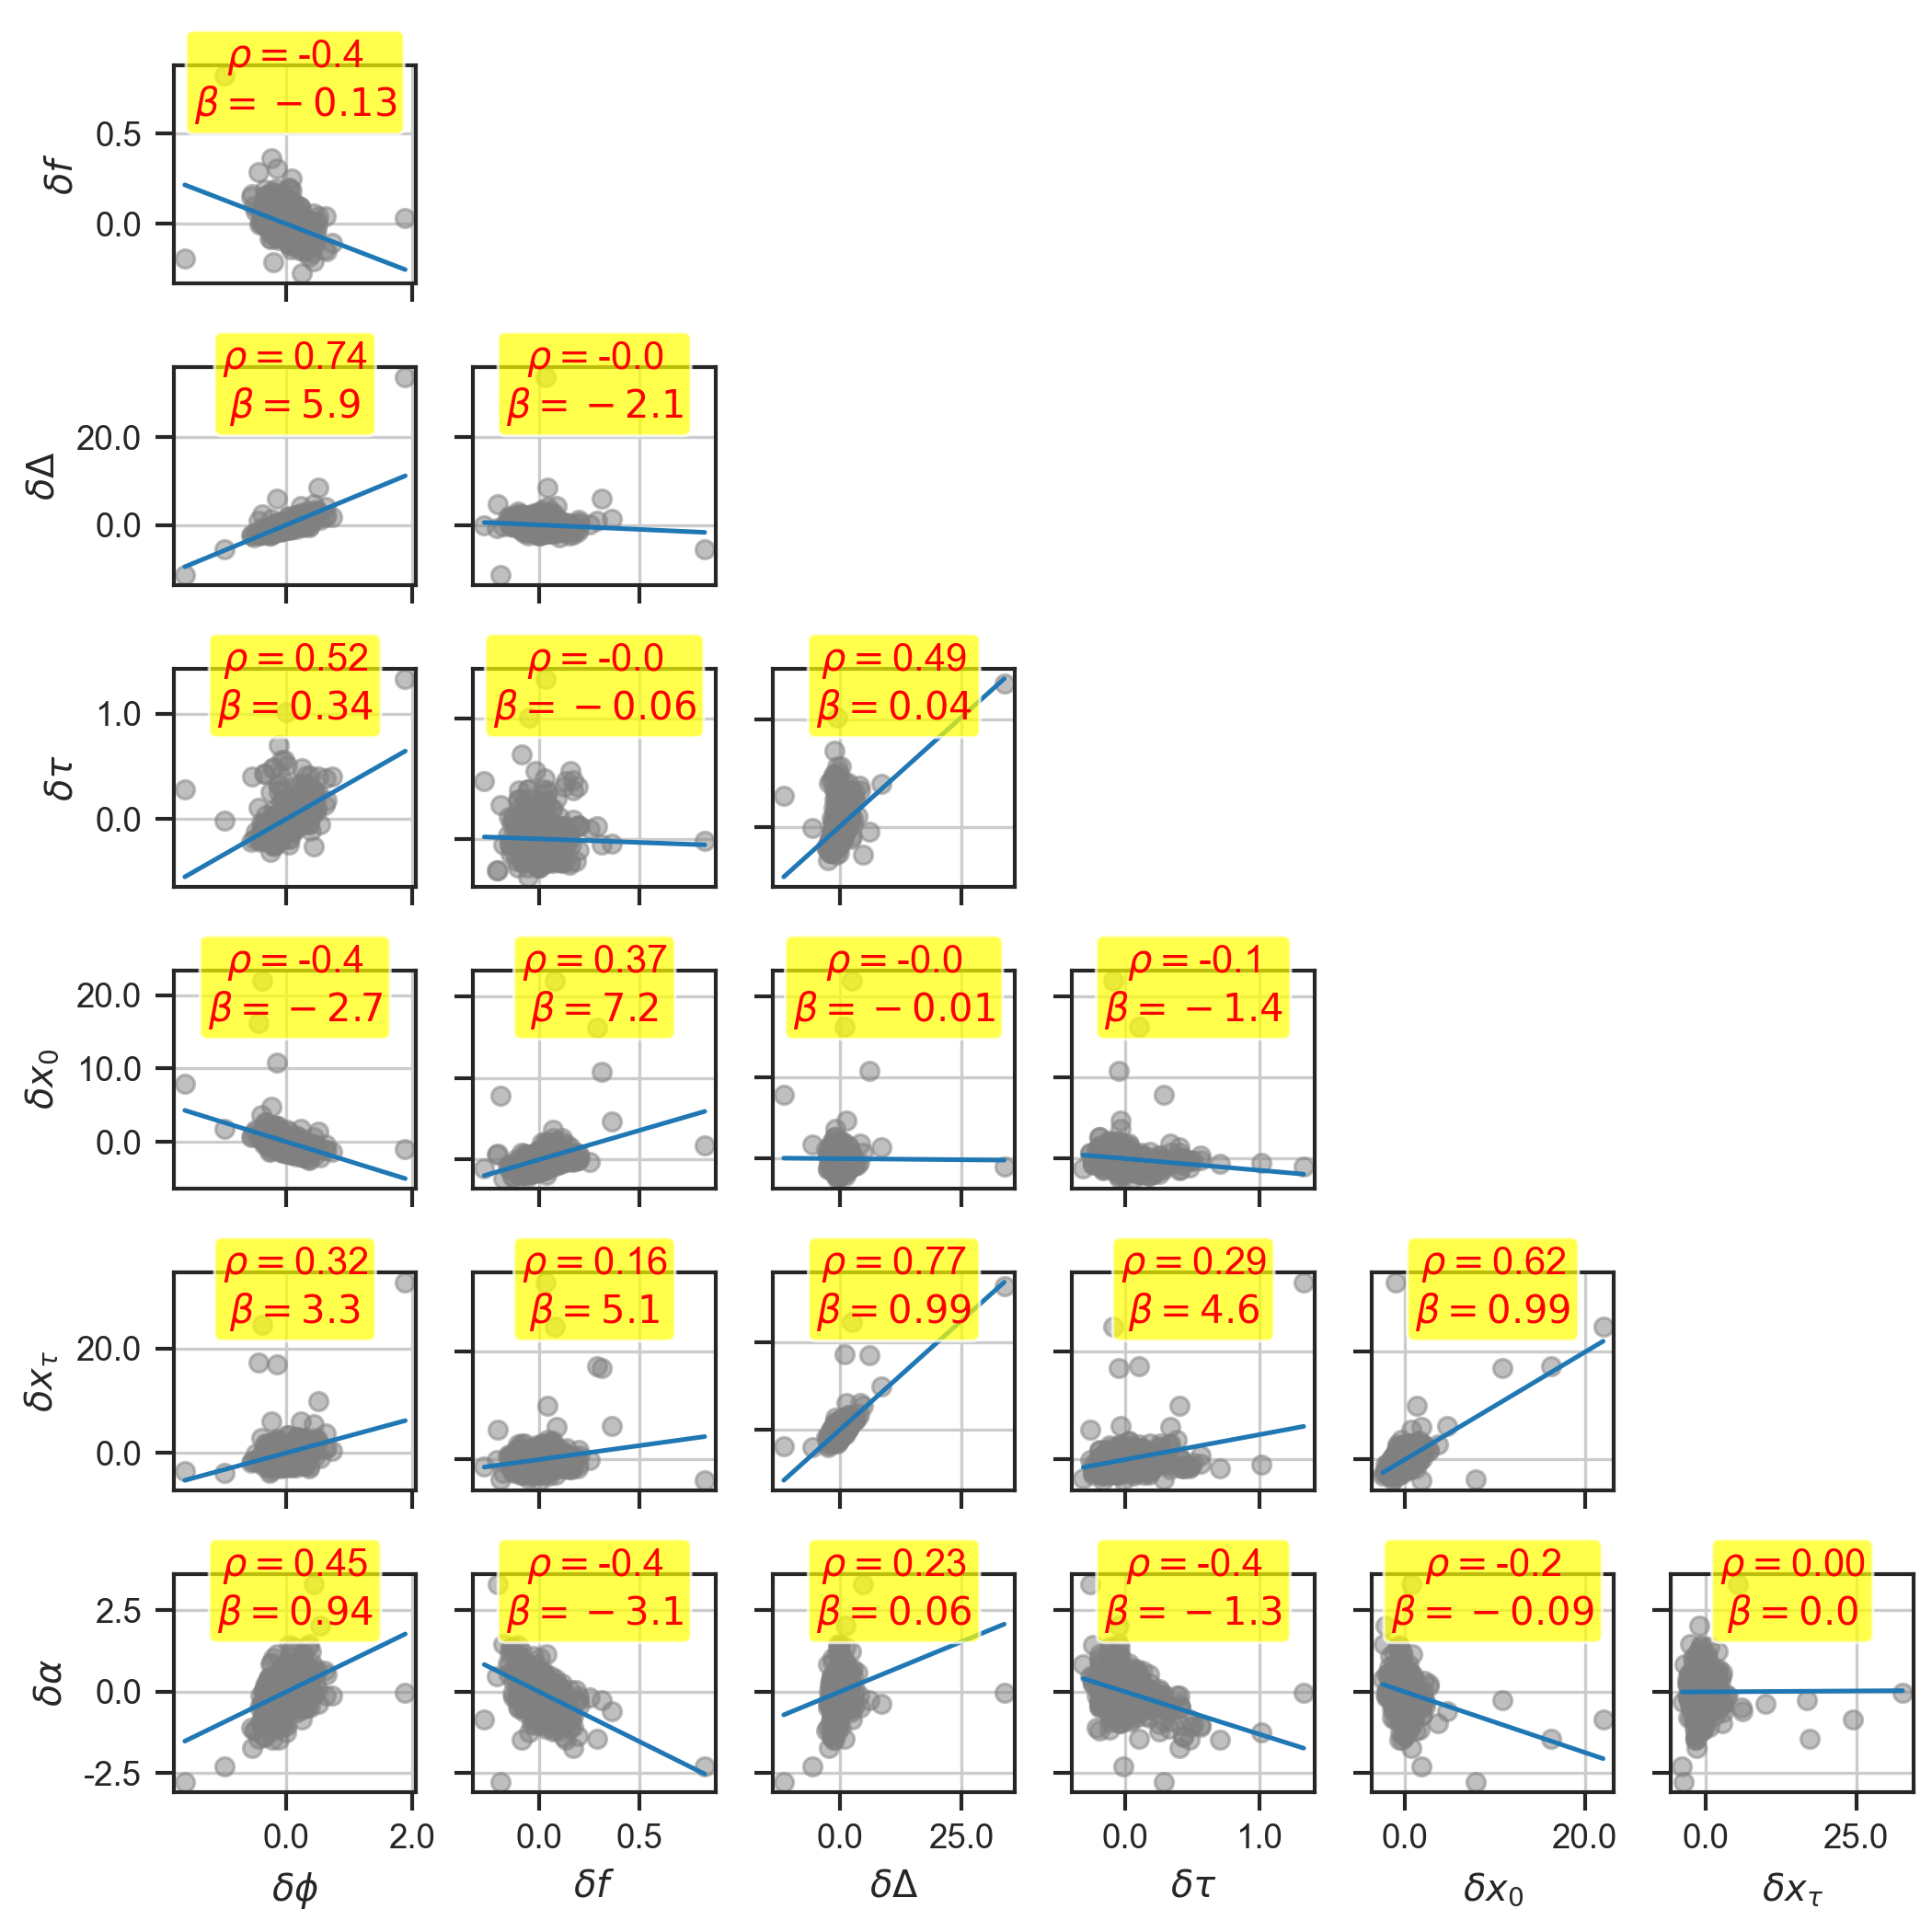 ρ = -0.4
β = − 0.13
0.5
0.0
δf
ρ = 0.74
β = 5.9
ρ = -0.0
β = − 2.1
20.0
0.0
δΔ
ρ = 0.52
β = 0.34
ρ = -0.0
β = − 0.06
ρ = 0.49
β = 0.04
1.0
0.0
δτ
ρ = -0.4
β = − 2.7
ρ = 0.37
β = 7.2
ρ = -0.0
β = − 0.01
ρ = -0.1
β = − 1.4
20.0
10.0
0.0
δx₀
ρ = 0.32
β = 3.3
ρ = 0.16
β = 5.1
ρ = 0.77
β = 0.99
ρ = 0.29
β = 4.6
ρ = 0.62
β = 0.99
20.0
0.0
δx_τ
ρ = 0.45
β = 0.94
ρ = -0.4
β = − 3.1
ρ = 0.23
β = 0.06
ρ = -0.4
β = − 1.3
ρ = -0.2
β = − 0.09
ρ = 0.00
β = 0.0
2.5
0.0
-2.5
δα
0.0 2.0
0.0 0.5
0.0 25.0
0.0 1.0
0.0 20.0
0.0 25.0
δϕ
δf
δΔ
δτ
δx₀
δx_τ